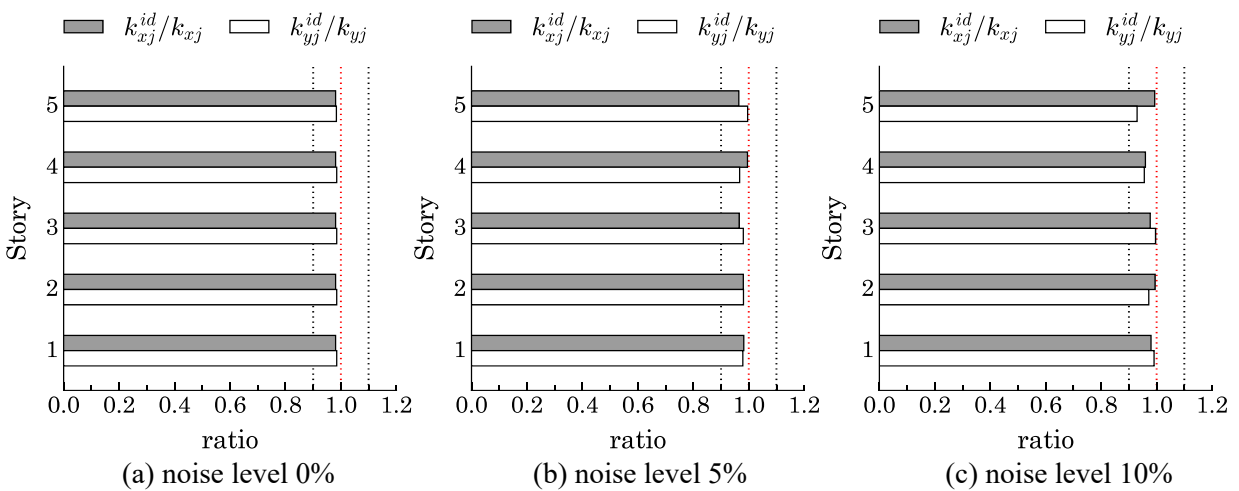 k_{xj}^{id}/k_{xj} k_{yj}^{id}/k_{yj}
5
4
3
2
1
Story
0.0 0.2 0.4 0.6 0.8 1.0 1.2
ratio
(a) noise level 0%
k_{xj}^{id}/k_{xj} k_{yj}^{id}/k_{yj}
5
4
3
2
1
Story
0.0 0.2 0.4 0.6 0.8 1.0 1.2
ratio
(b) noise level 5%
k_{xj}^{id}/k_{xj} k_{yj}^{id}/k_{yj}
5
4
3
2
1
Story
0.0 0.2 0.4 0.6 0.8 1.0 1.2
ratio
(c) noise level 10%